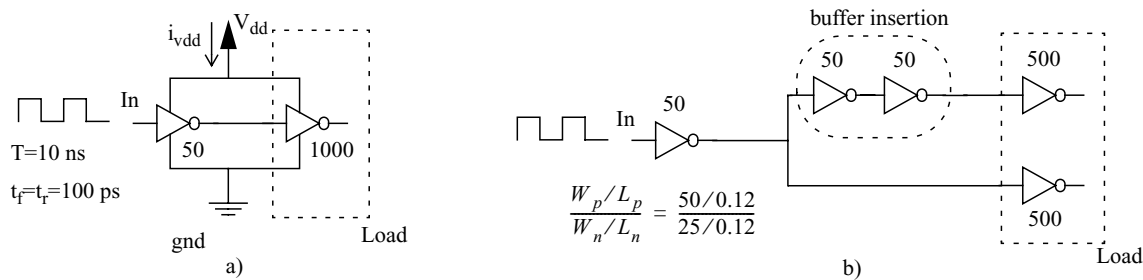 i_vdd
V_dd
In
50
1000
T=10 ns
t_f=t_r=100 ps
gnd
Load
a)
buffer insertion
50
50
500
50
In
W_p/L_p / W_n/L_n = 50/0.12 / 25/0.12
500
Load
b)